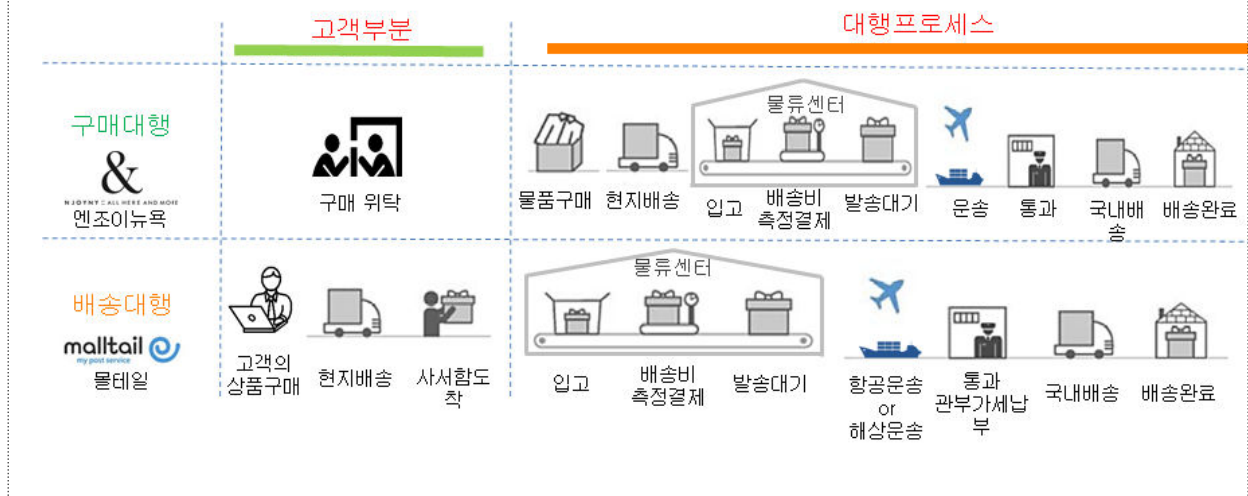 고객부분
대행프로세스
구매대행
&
NJOYNY : ALL HERE AND MORE
엔조이뉴욕
구매 위탁
물품구매
현지배송
물류센터
입고
배송비
측정결제
발송대기
운송
통과
국내배
송
배송완료
배송대행
malltail
my post service
몰테일
고객의
상품구매
현지배송
사서함도
착
물류센터
입고
배송비
측정결제
발송대기
항공운송
or
해상운송
통과
관부가세납
부
국내배송
배송완료